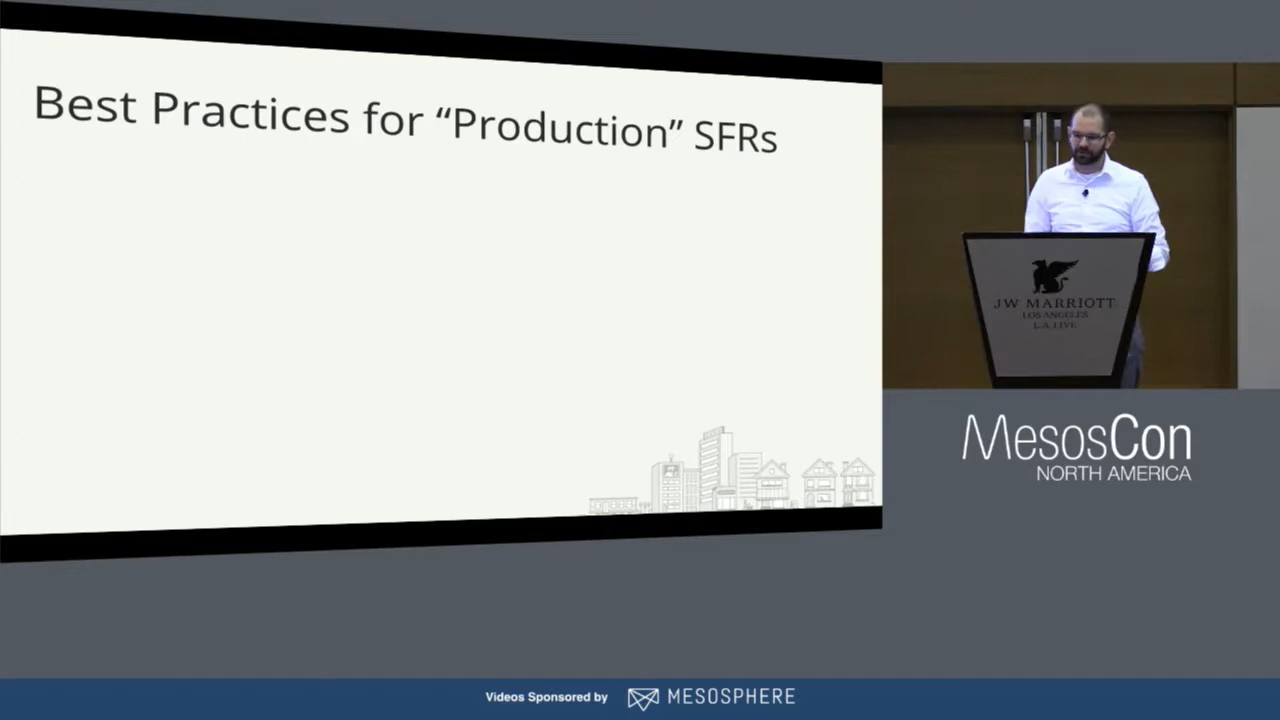 Best Practices for “Production” SFRs
JW MARRIOTT
LOS ANGELES
L.A. LIVE
MesosCon
NORTH AMERICA
Videos Sponsored by MESOSPHERE